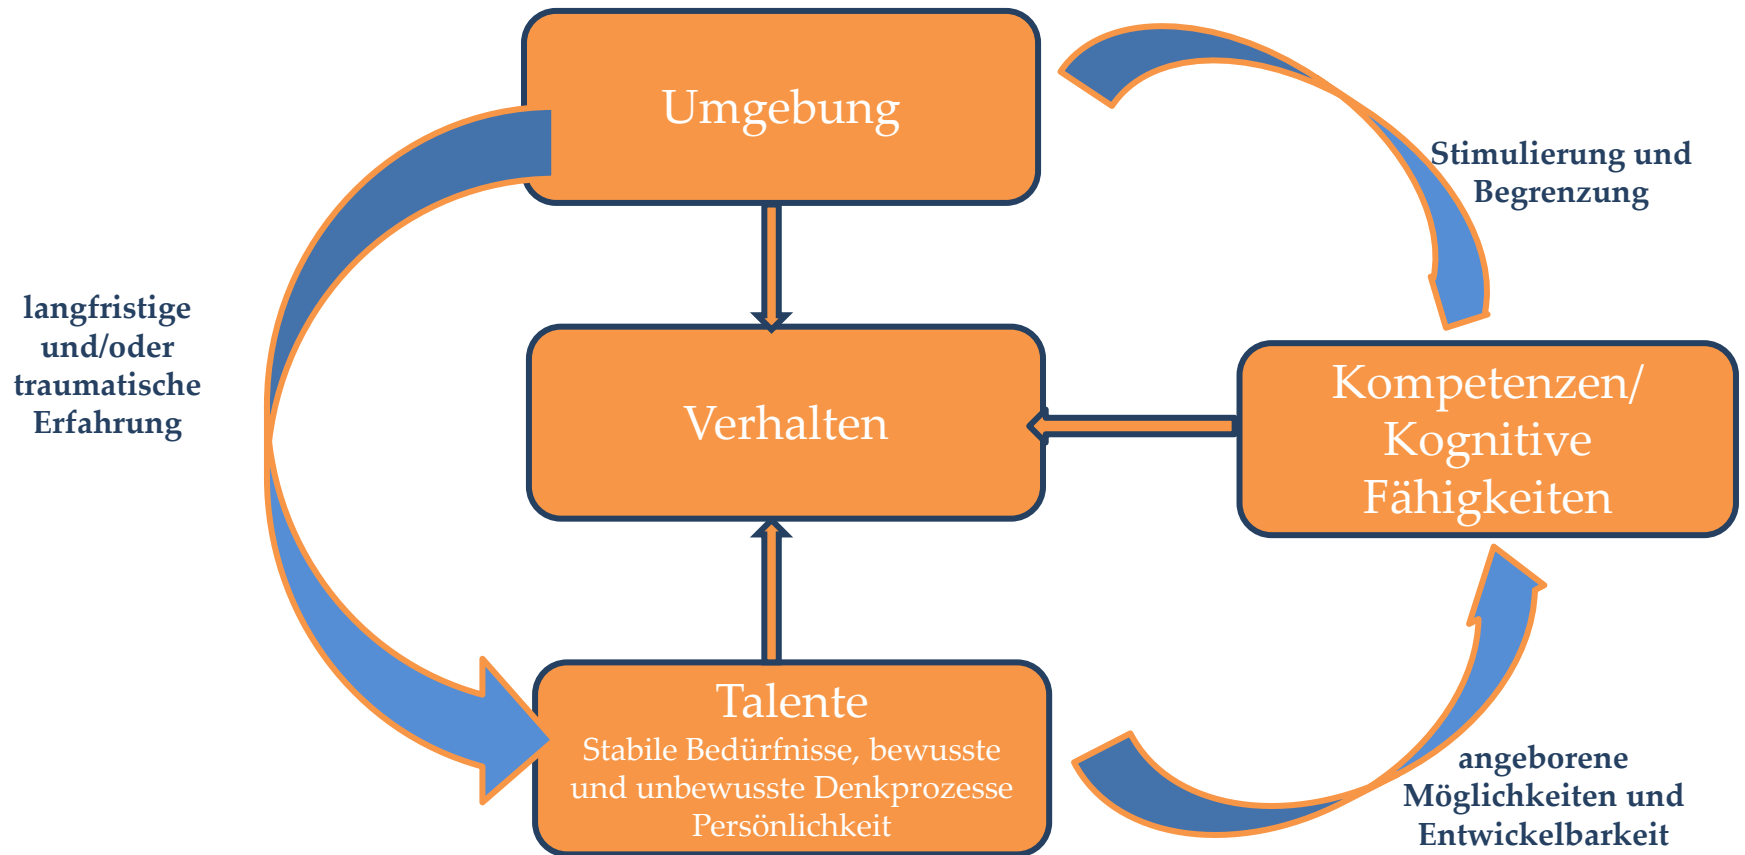 Umgebung
Stimulierung und
Begrenzung
langfristige
und/oder
traumatische
Erfahrung
Verhalten
Kompetenzen/
Kognitive
Fähigkeiten
Talente
Stabile Bedürfnisse, bewusste
und unbewusste Denkprozesse
Persönlichkeit
angeborene
Möglichkeiten und
Entwickelbarkeit